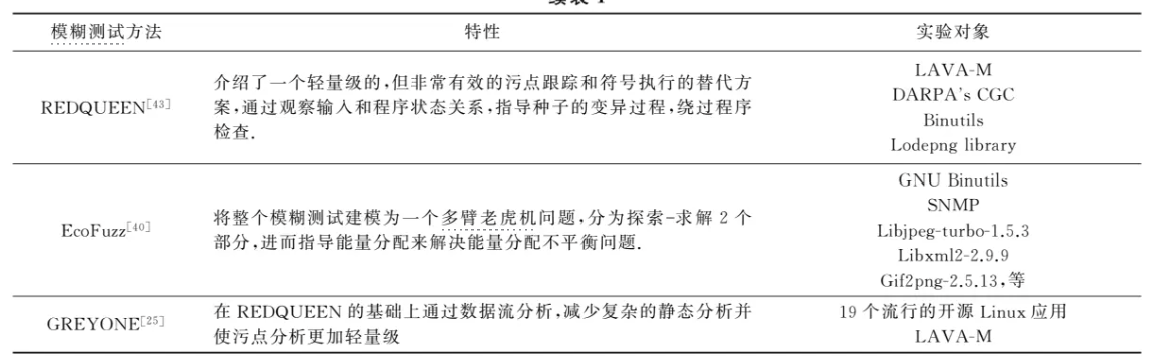 续表 1
模糊测试方法 特性 实验对象
REDQUEEN[43]
介绍了一个轻量级的,但非常有效的污点跟踪和符号执行的替代方
案,通过观察输入和程序状态关系,指导种子的变异过程,绕过程序
检查.
LAVA-M
DARPA's CGC
Binutils
Lodepng library
EcoFuzz[40]
将整个模糊测试建模为一个多臂老虎机问题,分为探索-求解 2 个
部分,进而指导能量分配来解决能量分配不平衡问题.
GNU Binutils
SNMP
Libjpeg-turbo-1.5.3
Libxml2-2.9.9
Gif2png-2.5.13,等
GREYONE[25]
在 REDQUEEN 的基础上通过数据流分析,减少复杂的静态分析并
使污点分析更加轻量级
19 个流行的开源 Linux 应用
LAVA-M